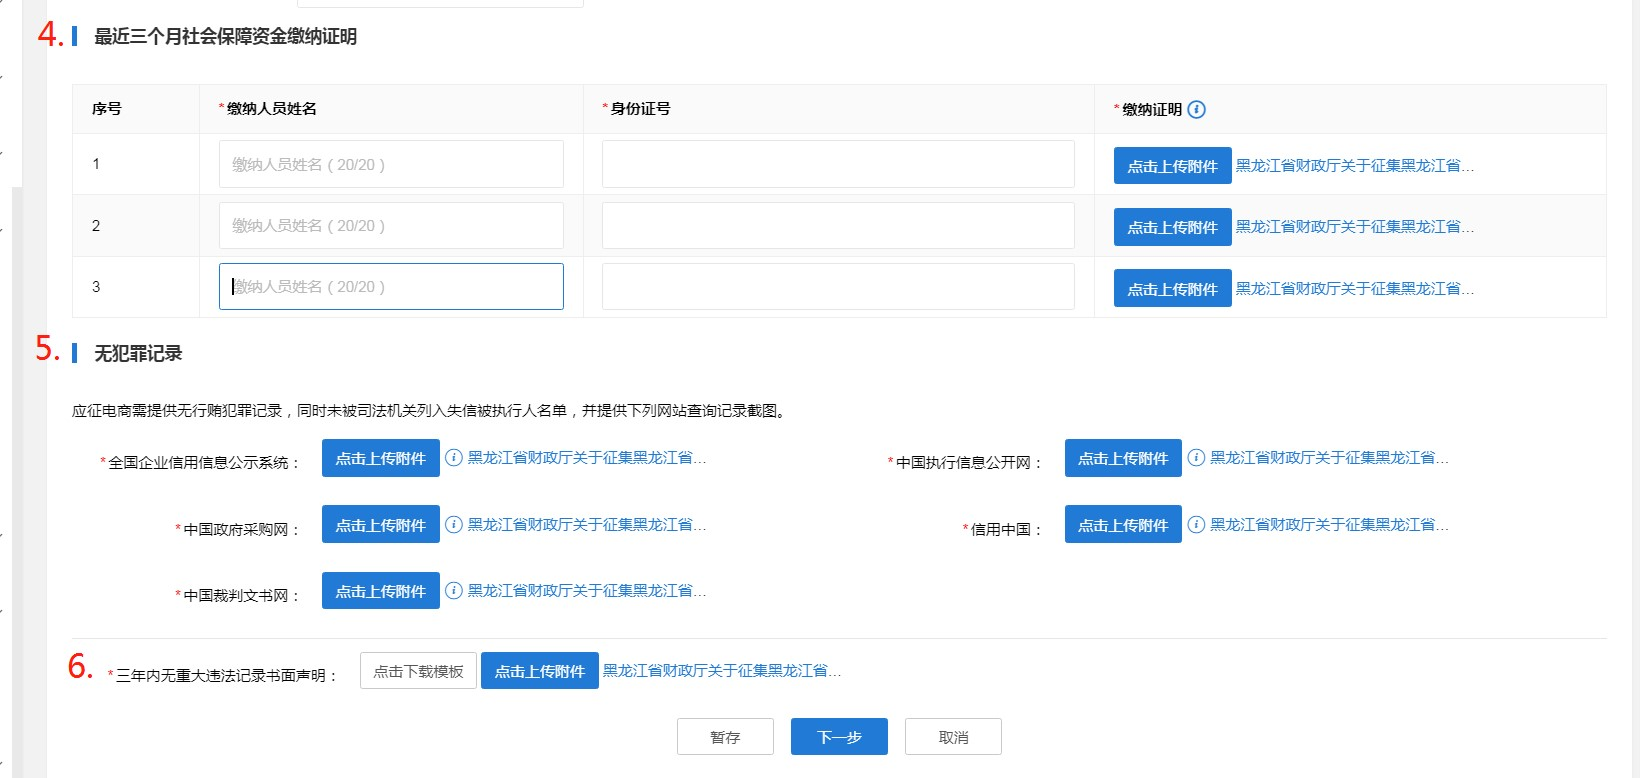 4. 最近三个月社会保障资金缴纳证明
序号 *缴纳人员姓名 *身份证号 *缴纳证明
1 缴纳人员姓名（20/20） 点击上传附件 黑龙江省财政厅关于征集黑龙江省...
2 缴纳人员姓名（20/20） 点击上传附件 黑龙江省财政厅关于征集黑龙江省...
3 缴纳人员姓名（20/20） 点击上传附件 黑龙江省财政厅关于征集黑龙江省...
5. 无犯罪记录
应征电商需提供无行贿犯罪记录，同时未被司法机关列入失信被执行人名单，并提供下列网站查询记录截图。
*全国企业信用信息公示系统： 点击上传附件 黑龙江省财政厅关于征集黑龙江省... *中国执行信息公开网： 点击上传附件 黑龙江省财政厅关于征集黑龙江省...
*中国政府采购网： 点击上传附件 黑龙江省财政厅关于征集黑龙江省... *信用中国： 点击上传附件 黑龙江省财政厅关于征集黑龙江省...
*中国裁判文书网： 点击上传附件 黑龙江省财政厅关于征集黑龙江省...
6. *三年内无重大违法记录书面声明： 点击下载模板 点击上传附件 黑龙江省财政厅关于征集黑龙江省...
暂存 下一步 取消